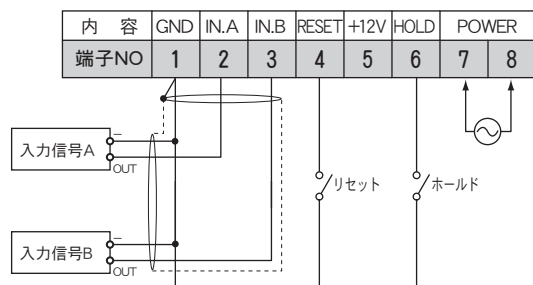 内 容 GND IN.A IN.B RESET +12V HOLD POWER
端子NO 1 2 3 4 5 6 7 8
入力信号A − OUT
リセット ホールド
入力信号B − OUT